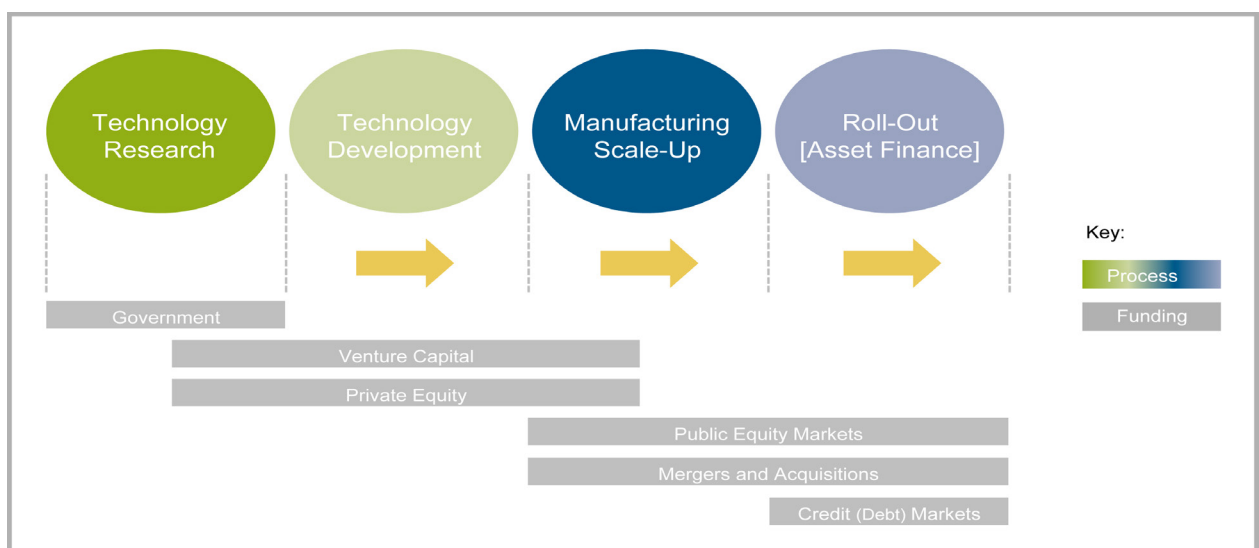 Technology
Research
Technology
Development
Manufacturing
Scale-Up
Roll-Out
[Asset Finance]
Key:
Process
Funding
Government
Venture Capital
Private Equity
Public Equity Markets
Mergers and Acquisitions
Credit (Debt) Markets